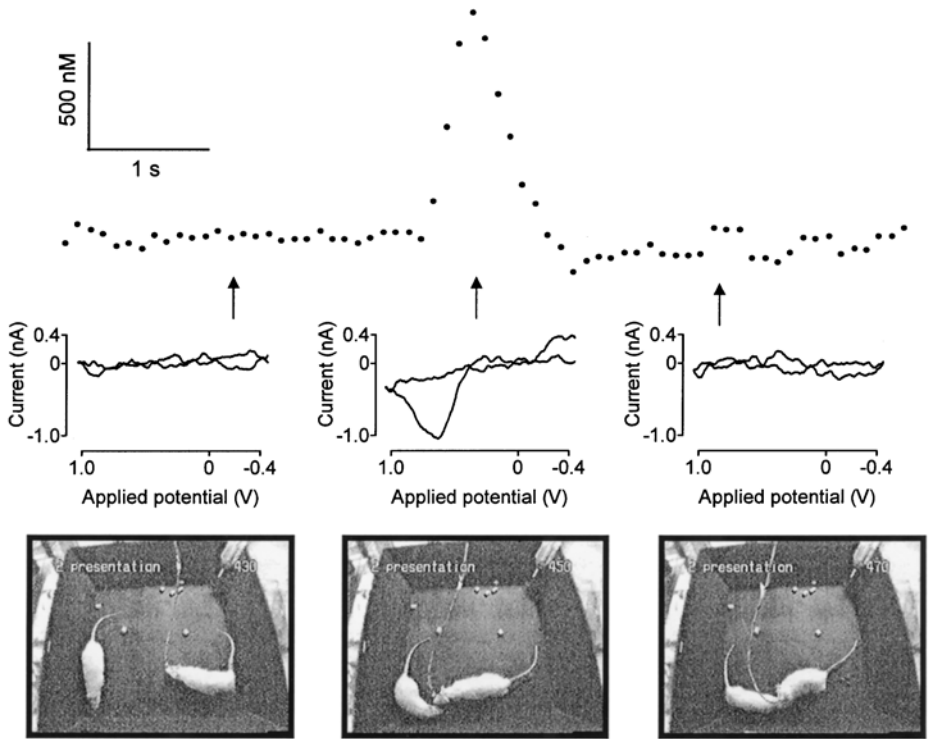 500 nM
1 s
Current (nA)
0.4
0
-1.0
1.0
0
-0.4
Applied potential (V)
Current (nA)
0.4
0
-1.0
1.0
0
-0.4
Applied potential (V)
Current (nA)
0.4
0
-1.0
1.0
0
-0.4
Applied potential (V)
2 presentation 430
2 presentation 450
2 presentation 470